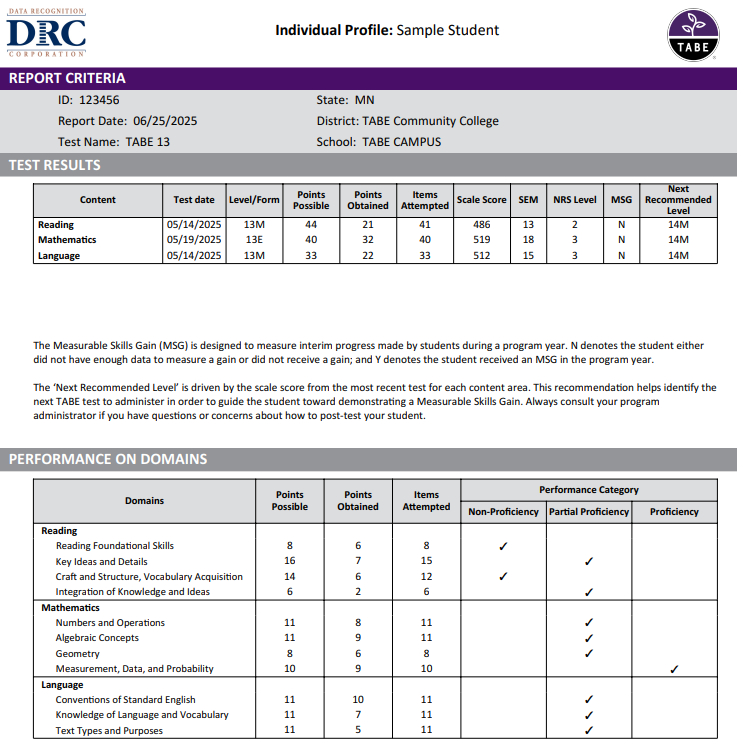 DATA RECOGNITION
DRC
CORPORATION
Individual Profile: Sample Student
TABE
REPORT CRITERIA
ID: 123456 State: MN
Report Date: 06/25/2025 District: TABE Community College
Test Name: TABE 13 School: TABE CAMPUS
TEST RESULTS
Content Test date Level/Form Points Possible Points Obtained Items Attempted Scale Score SEM NRS Level MSG Next Recommended Level
Reading 05/14/2025 13M 44 21 41 486 13 2 N 14M
Mathematics 05/19/2025 13E 40 32 40 519 18 3 N 14M
Language 05/14/2025 13M 33 22 33 512 15 3 N 14M
The Measurable Skills Gain (MSG) is designed to measure interim progress made by students during a program year. N denotes the student either
did not have enough data to measure a gain or did not receive a gain; and Y denotes the student received an MSG in the program year.
The ‘Next Recommended Level’ is driven by the scale score from the most recent test for each content area. This recommendation helps identify the
next TABE test to administer in order to guide the student toward demonstrating a Measurable Skills Gain. Always consult your program
administrator if you have questions or concerns about how to post-test your student.
PERFORMANCE ON DOMAINS
Domains Points Possible Points Obtained Items Attempted Performance Category
Non-Proficiency Partial Proficiency Proficiency
Reading
Reading Foundational Skills 8 6 8 ✓
Key Ideas and Details 16 7 15 ✓
Craft and Structure, Vocabulary Acquisition 14 6 12 ✓
Integration of Knowledge and Ideas 6 2 6 ✓
Mathematics
Numbers and Operations 11 8 11 ✓
Algebraic Concepts 11 9 11 ✓
Geometry 8 6 8 ✓
Measurement, Data, and Probability 10 9 10 ✓
Language
Conventions of Standard English 11 10 11 ✓
Knowledge of Language and Vocabulary 11 7 11 ✓
Text Types and Purposes 11 5 11 ✓